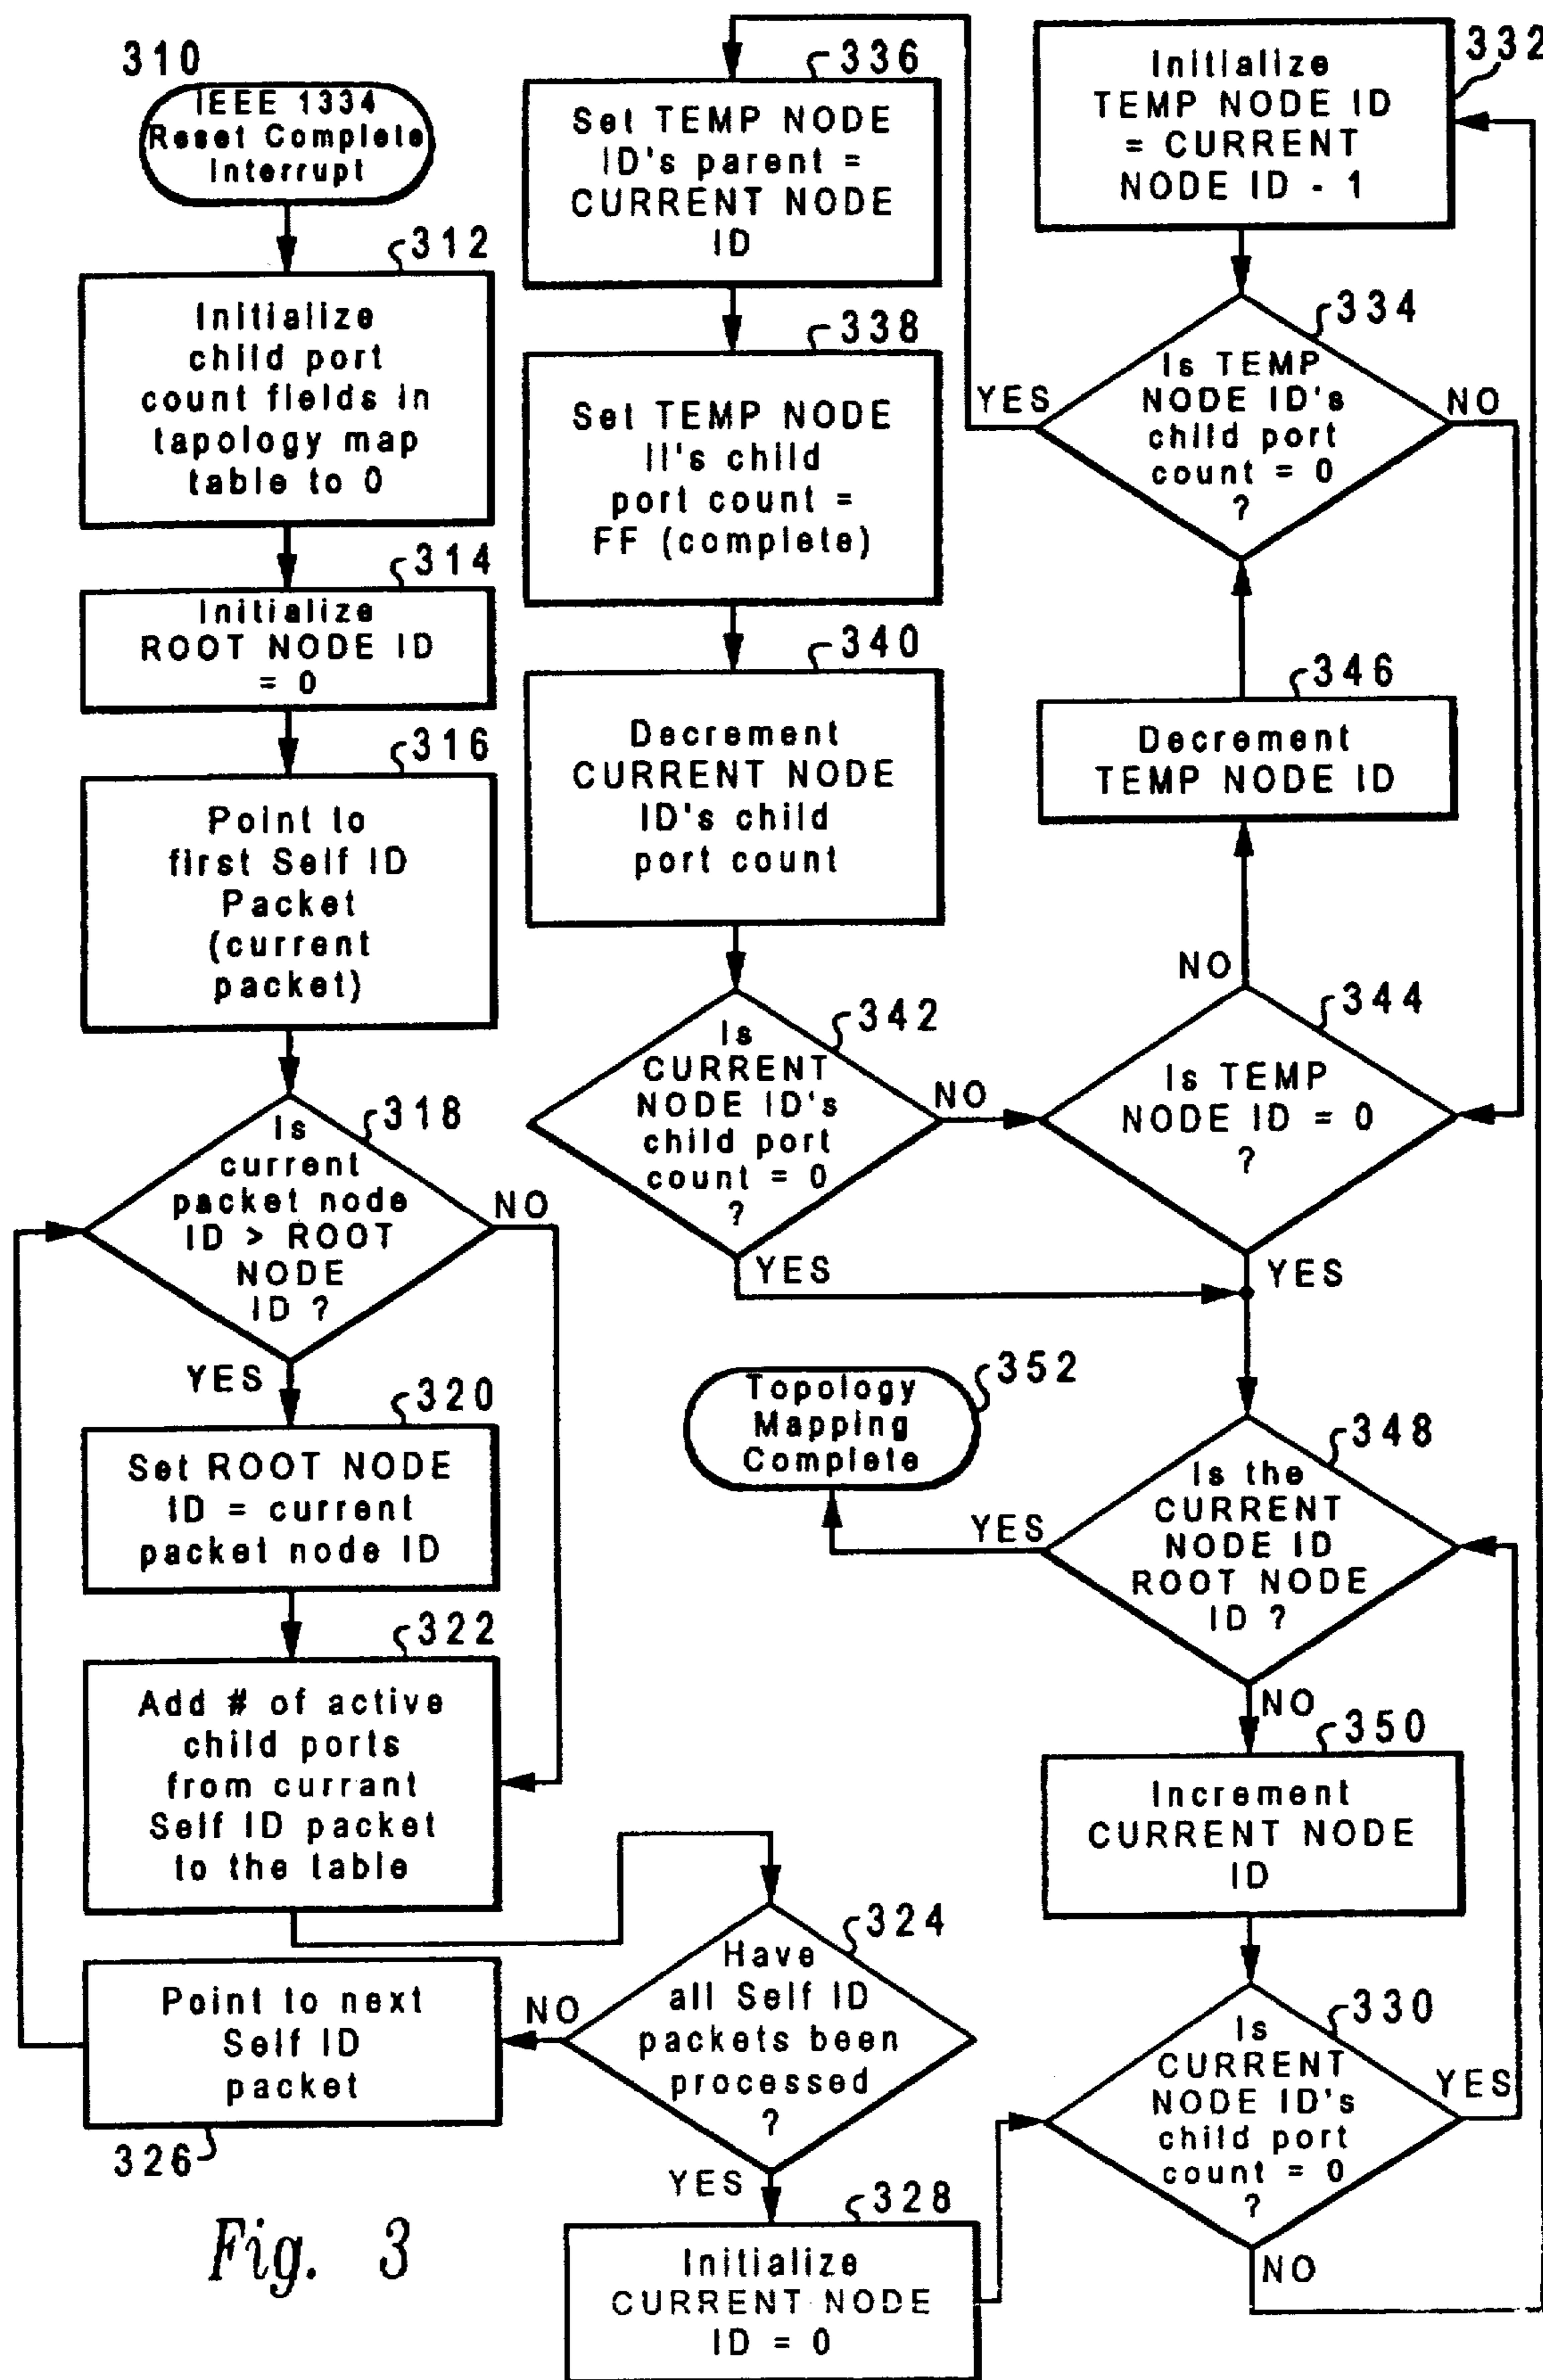 310
IEEE 1334
Reset Complete
Interrupt
312
Initialize
child port
count fields in
tapology map
table to 0
314
Initialize
ROOT NODE ID
= 0
316
Point to
first Self ID
Packet
(current
packet)
318
Is
current
packet node
ID > ROOT
NODE
ID ?
NO
YES
320
Set ROOT NODE
ID = current
packet node ID
322
Add # of active
child ports
from currant
Self ID packet
to the table
324
Have
all Self ID
packets been
processed
?
NO
YES
Point to next
Self ID
packet
326
328
Initialize
CURRENT NODE
ID = 0
330
Is
CURRENT
NODE ID's
child port
count = 0
?
YES
NO
332
Initialize
TEMP NODE ID
= CURRENT
NODE ID - 1
334
Is TEMP
NODE ID's
child port
count = 0
?
YES
NO
336
Set TEMP NODE
ID's parent =
CURRENT NODE
ID
338
Set TEMP NODE
II's child
port count =
FF (complete)
340
Decrement
CURRENT NODE
ID's child
port count
342
Is
CURRENT
NODE ID's
child port
count = 0
?
NO
YES
344
Is TEMP
NODE ID = 0
?
NO
YES
346
Decrement
TEMP NODE ID
348
Is the
CURRENT
NODE ID
ROOT NODE
ID ?
YES
NO
350
Increment
CURRENT NODE
ID
352
Topology
Mapping
Complete
Fig. 3